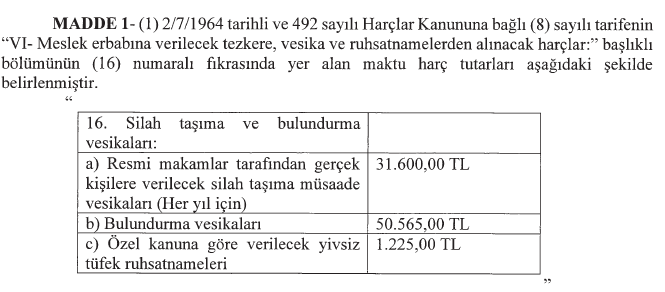 MADDE 1- (1) 2/7/1964 tarihli ve 492 sayılı Harçlar Kanununa bağlı (8) sayılı tarifenin
“VI- Meslek erbabına verilecek tezkere, vesika ve ruhsatnamelerden alınacak harçlar:” başlıklı
bölümünün (16) numaralı fıkrasında yer alan maktu harç tutarları aşağıdaki şekilde
belirlenmiştir.
“
16. Silah taşıma ve bulundurma
vesikaları:
a) Resmi makamlar tarafından gerçek 31.600,00 TL
kişilere verilecek silah taşıma müsaade
vesikaları (Her yıl için)
b) Bulundurma vesikaları 50.565,00 TL
c) Özel kanuna göre verilecek yivsiz 1.225,00 TL
tüfek ruhsatnameleri
”